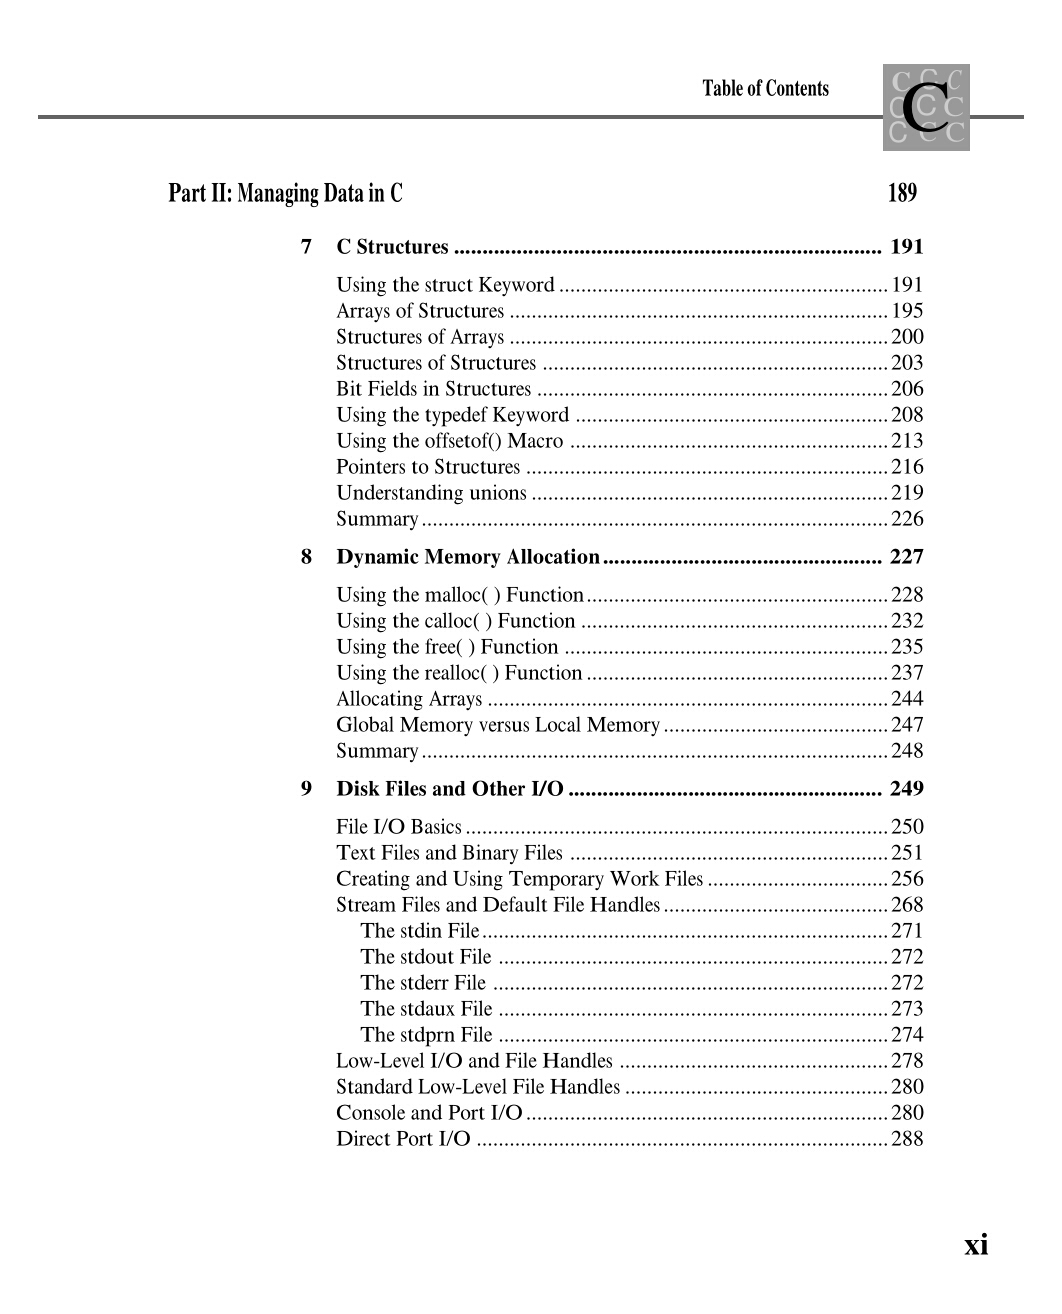 Table of Contents
C C C
C C C
C C C
C
Part II: Managing Data in C 189
7 C Structures ........................................................................... 191
Using the struct Keyword ............................................................ 191
Arrays of Structures ..................................................................... 195
Structures of Arrays ..................................................................... 200
Structures of Structures ............................................................... 203
Bit Fields in Structures ................................................................ 206
Using the typedef Keyword ......................................................... 208
Using the offsetof() Macro .......................................................... 213
Pointers to Structures .................................................................. 216
Understanding unions ................................................................. 219
Summary ..................................................................................... 226
8 Dynamic Memory Allocation ................................................. 227
Using the malloc( ) Function ....................................................... 228
Using the calloc( ) Function ........................................................ 232
Using the free( ) Function ........................................................... 235
Using the realloc( ) Function ....................................................... 237
Allocating Arrays ......................................................................... 244
Global Memory versus Local Memory ......................................... 247
Summary ..................................................................................... 248
9 Disk Files and Other I/O ....................................................... 249
File I/O Basics ............................................................................. 250
Text Files and Binary Files .......................................................... 251
Creating and Using Temporary Work Files ................................. 256
Stream Files and Default File Handles ......................................... 268
The stdin File .......................................................................... 271
The stdout File ....................................................................... 272
The stderr File ........................................................................ 272
The stdaux File ....................................................................... 273
The stdprn File ....................................................................... 274
Low-Level I/O and File Handles ................................................. 278
Standard Low-Level File Handles ................................................ 280
Console and Port I/O .................................................................. 280
Direct Port I/O ........................................................................... 288
xi